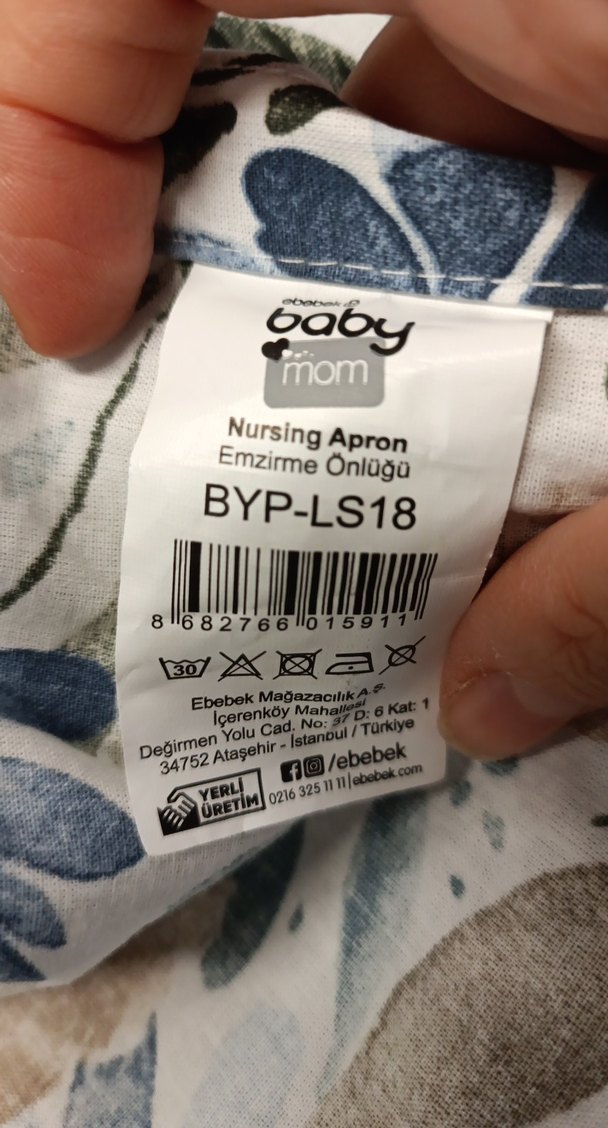 ebebek
baby
mom
Nursing Apron
Emzirme Önlüğü
BYP-LS18
8 682766 015911
30
Ebebek Mağazacılık A.Ş.
İçerenköy Mahallesi
Değirmen Yolu Cad. No: 37 D: 6 Kat: 1
34752 Ataşehir - İstanbul / Türkiye
/ebebek
YERLİ
ÜRETİM
0216 325 11 11 | ebebek.com